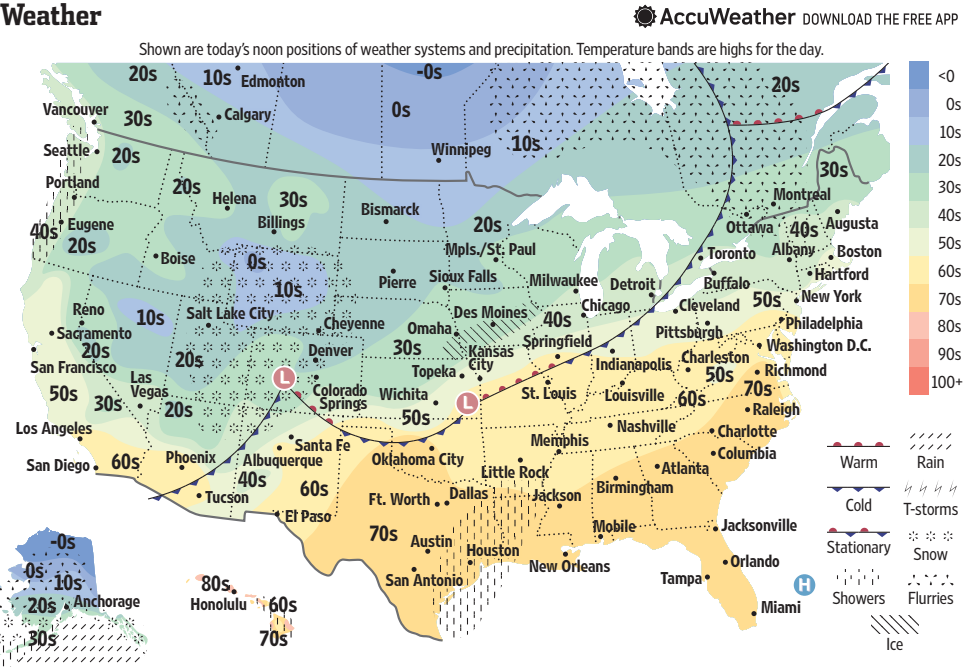 Weather
AccuWeather DOWNLOAD THE FREE APP
Shown are today's noon positions of weather systems and precipitation. Temperature bands are highs for the day.
20s
10s
Edmonton
-0s
20s
<0
Vancouver
30s
Calgary
0s
0s
Seattle
20s
Winnipeg
10s
10s
20s
Portland
20s
Helena
30s
30s
30s
Montreal
Eugene
Billings
Bismarck
20s
Ottawa
40s
Augusta
40s
40s
20s
Boise
0s
Mpls./St. Paul
Toronto
Albany
Boston
50s
Pierre
Sioux Falls
Milwaukee
Detroit
Buffalo
Hartford
60s
10s
Reno
10s
Salt Lake City
Cheyenne
Omaha
Des Moines
40s
Chicago
Cleveland
50s
New York
70s
Sacramento
20s
Springfield
Pittsburgh
Philadelphia
80s
San Francisco
20s
Denver
30s
Kansas
City
Indianapolis
Charleston
Washington D.C.
90s
Las
Vegas
Topeka
50s
Richmond
100+
50s
30s
20s
Colorado
Springs
Wichita
St. Louis
Louisville
60s
70s
Raleigh
50s
Los Angeles
Santa Fe
Memphis
Nashville
Charlotte
San Diego
60s
Phoenix
Albuquerque
Oklahoma City
Little Rock
Atlanta
Columbia
Warm
Rain
40s
60s
Ft. Worth
Dallas
Jackson
Birmingham
Tucson
El Paso
Cold
T-storms
70s
Mobile
Jacksonville
Austin
Houston
Stationary
Snow
-0s
New Orleans
Orlando
0s
10s
San Antonio
Tampa
H
L
L
80s
20s
Anchorage
Honolulu
60s
Miami
Showers
Flurries
30s
70s
Ice